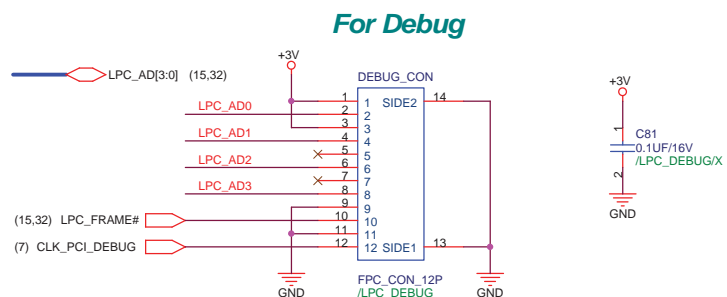 For Debug
+3V
LPC_AD[3:0] (15,32)
DEBUG_CON
+3V
1 1 SIDE2 14
LPC_AD0 2 2
3 3
LPC_AD1 4 4
5 5
LPC_AD2 6 6
7 7
LPC_AD3 8 8
9 9
(15,32) LPC_FRAME# 10 10
11 11
(7) CLK_PCI_DEBUG 12 12 SIDE1 13
1
C81
0.1UF/16V
/LPC_DEBUG/X
2
GND
GND
FPC_CON_12P
/LPC_DEBUG
GND